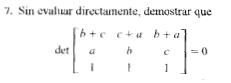 7. Sin evaluar directamente, demostrar que
det [ b + c   c + a   b + a
a   b   c
1   1   1 ] = 0